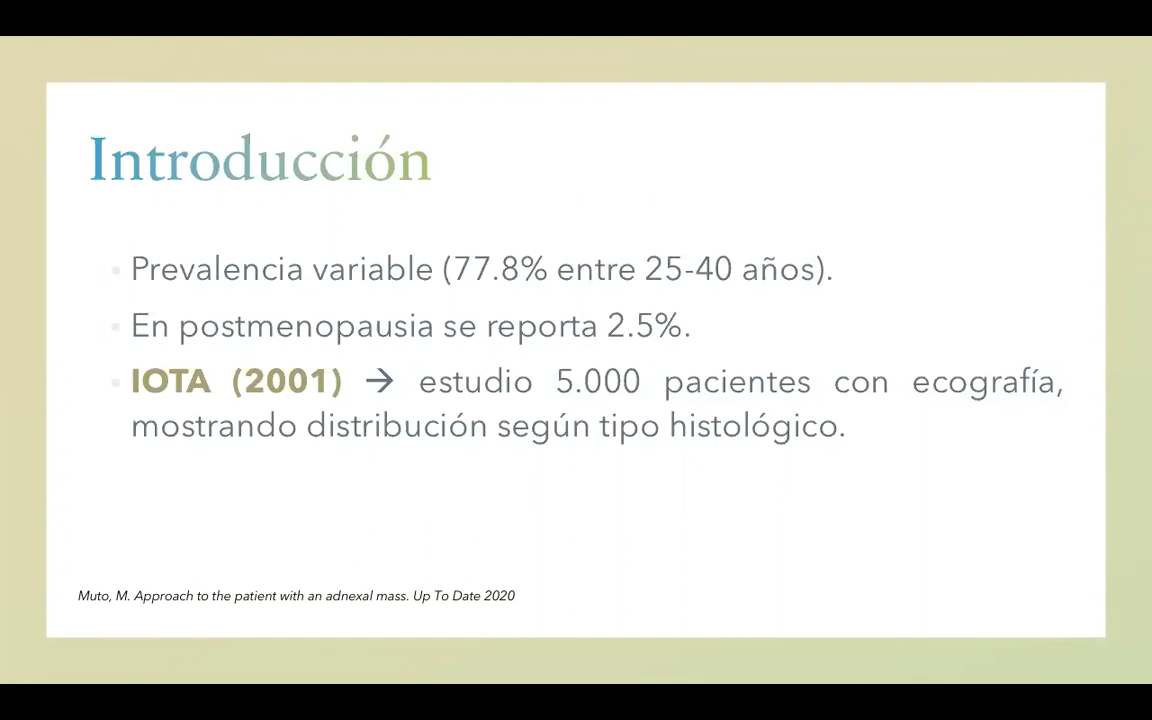 Introducción
Prevalencia variable (77.8% entre 25-40 años).
En postmenopausia se reporta 2.5%.
IOTA (2001) → estudio 5.000 pacientes con ecografía,
mostrando distribución según tipo histológico.
Muto, M. Approach to the patient with an adnexal mass. Up To Date 2020